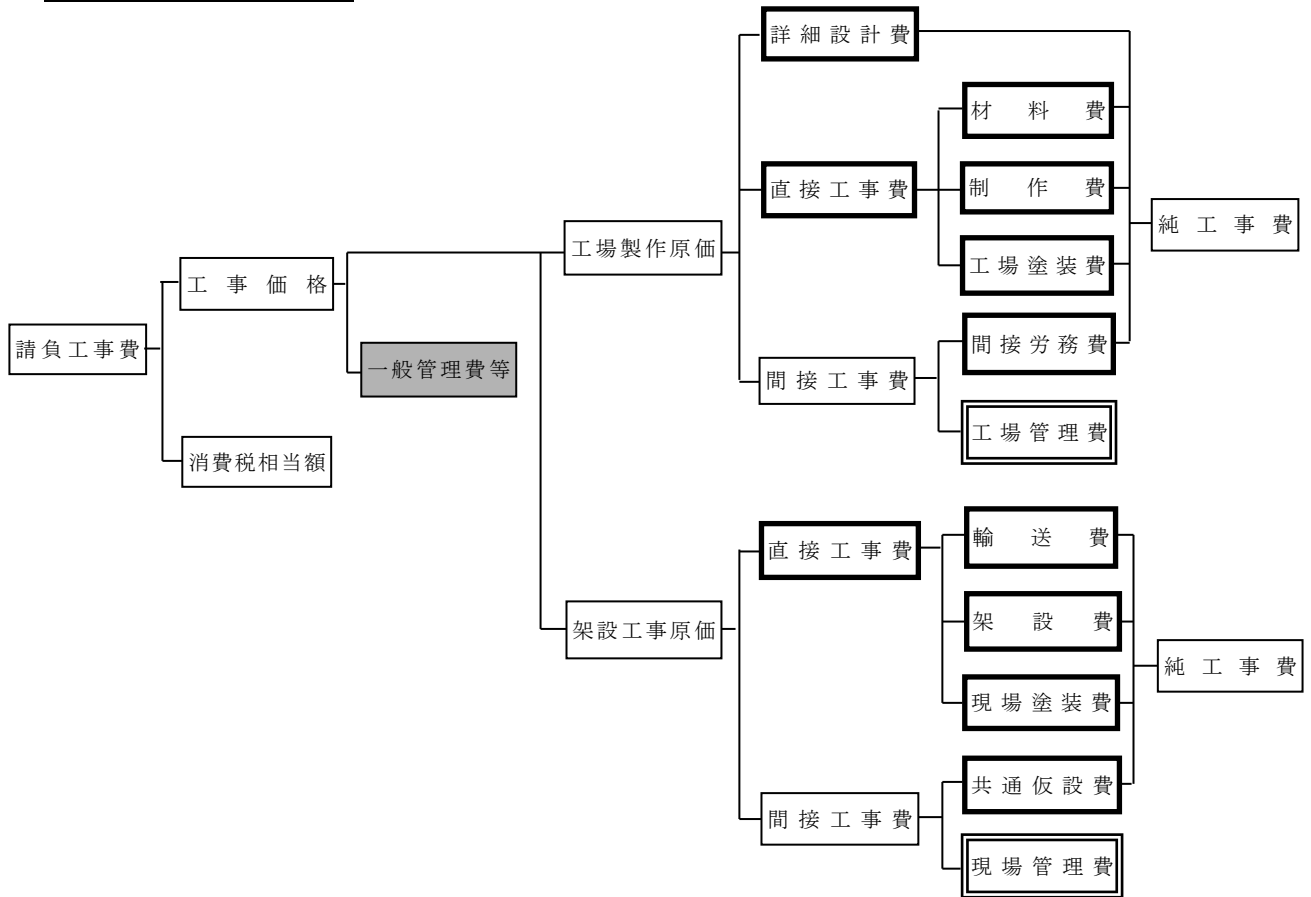 詳細設計費
材料費
直接工事費
制作費
純工事費
工場製作原価
工場塗装費
工事価格
請負工事費
間接労務費
一般管理費等
間接工事費
工場管理費
消費税相当額
輸送費
直接工事費
架設工事原価
架設費
純工事費
現場塗装費
共通仮設費
間接工事費
現場管理費